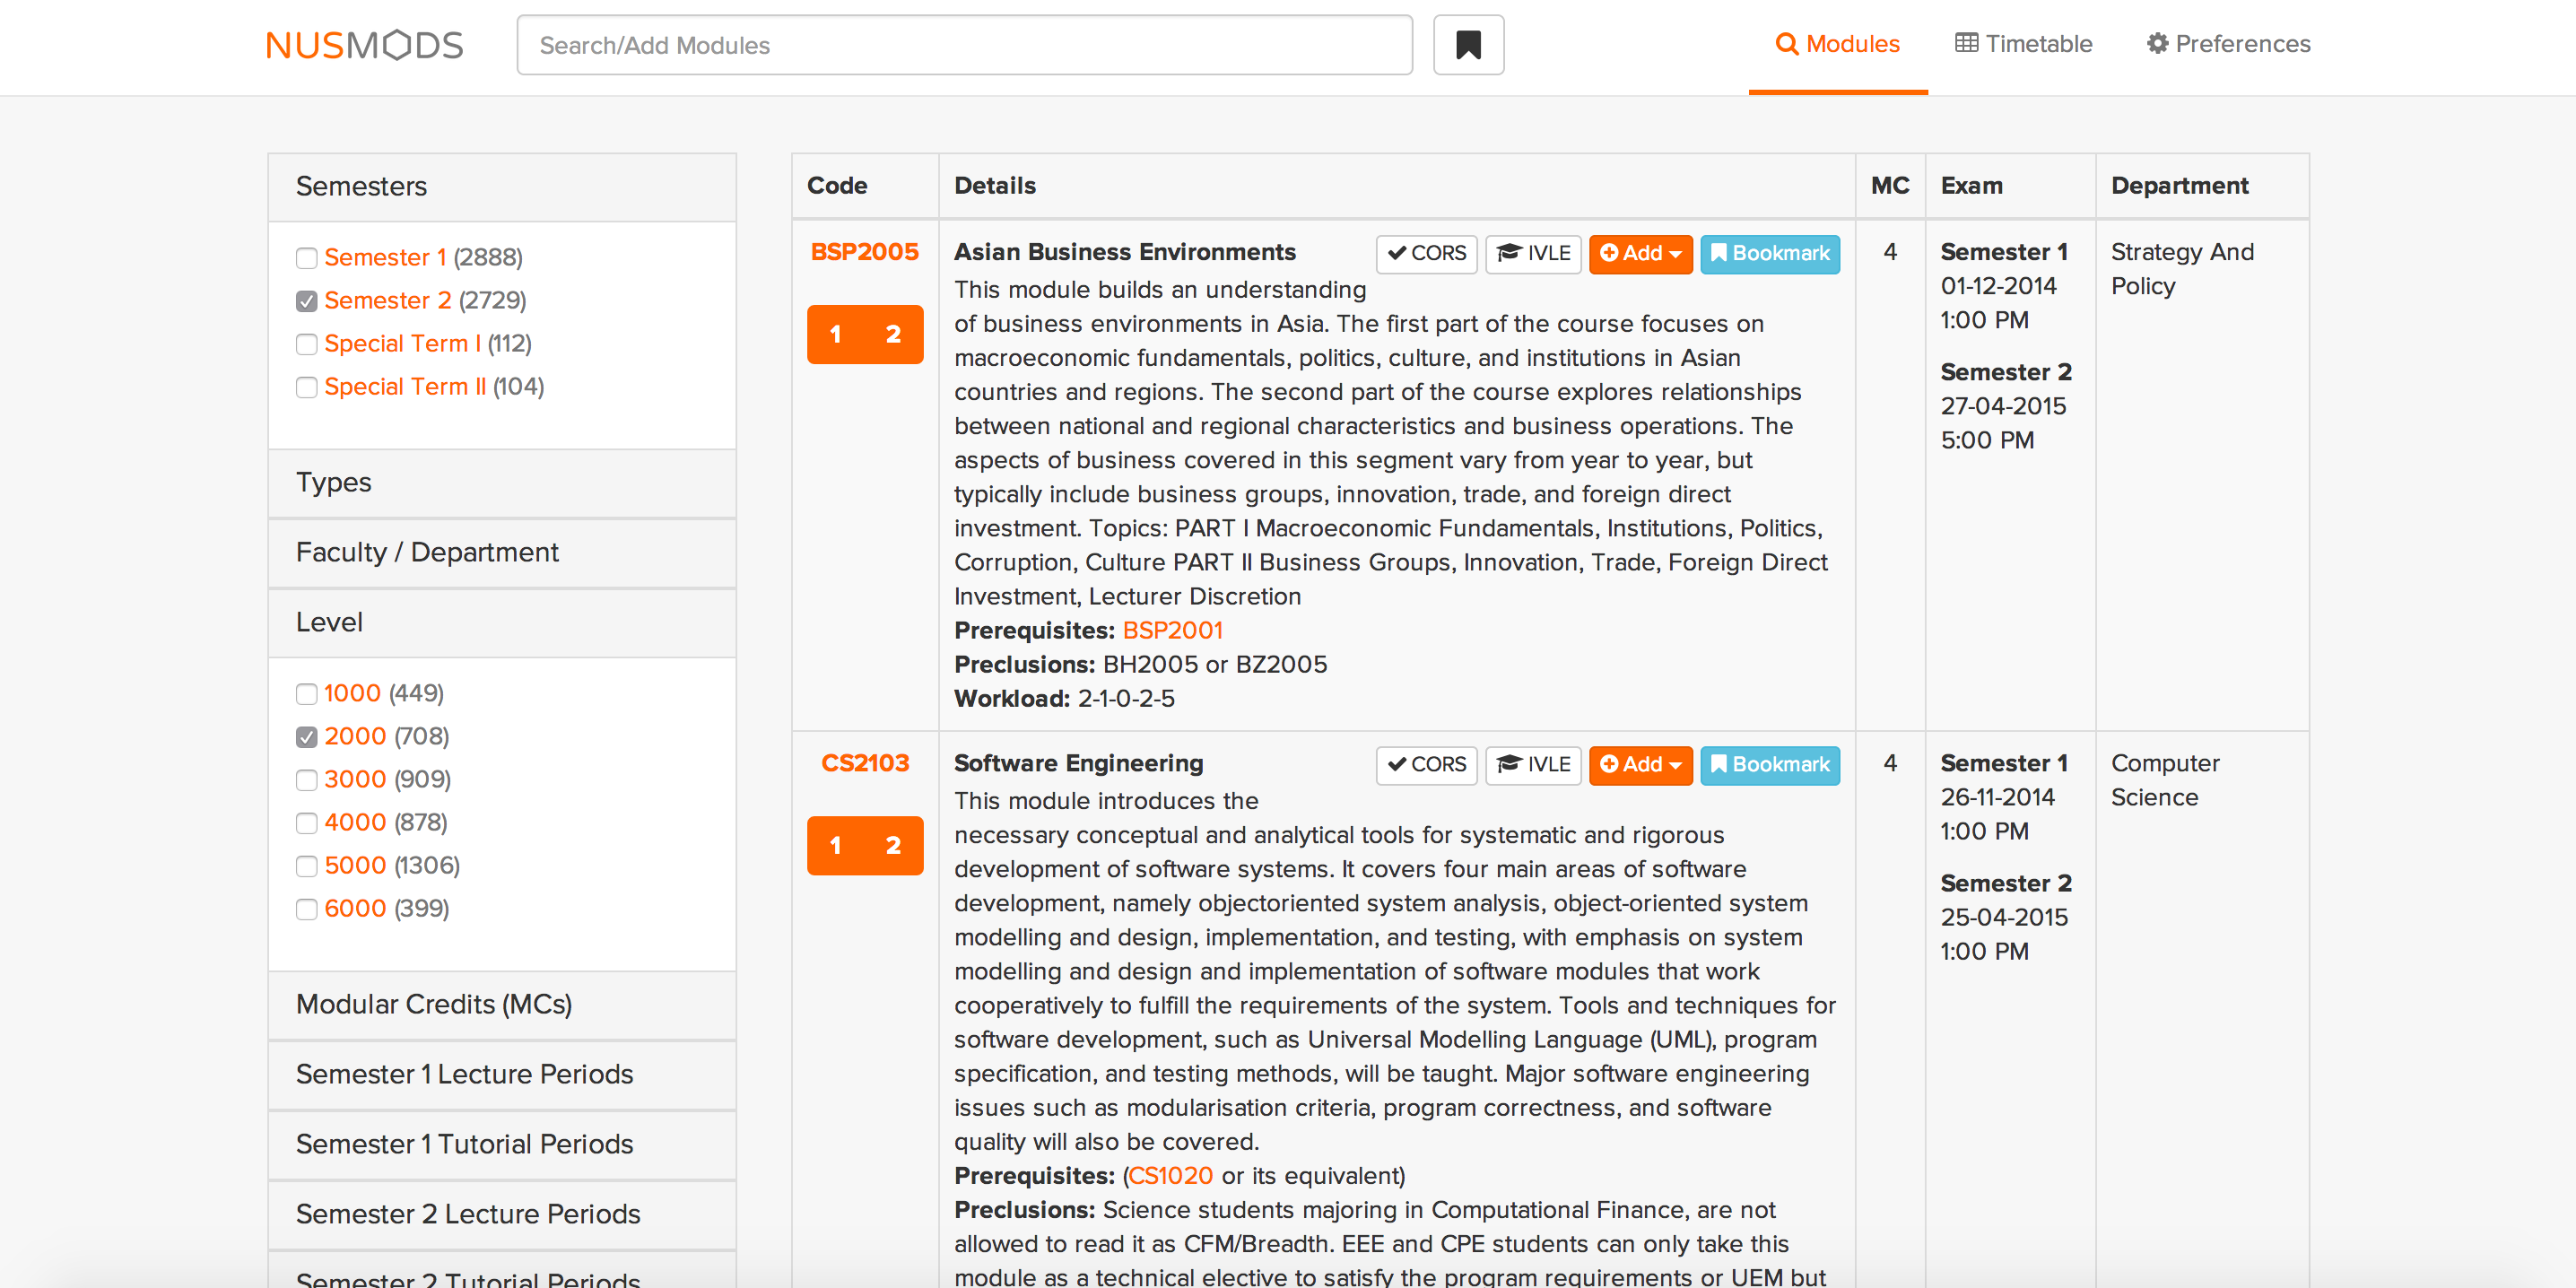 NUSMODS
Search/Add Modules
Modules
Timetable
Preferences
Semesters
Semester 1 (2888)
Semester 2 (2729)
Special Term I (112)
Special Term II (104)
Types
Faculty / Department
Level
1000 (449)
2000 (708)
3000 (909)
4000 (878)
5000 (1306)
6000 (399)
Modular Credits (MCs)
Semester 1 Lecture Periods
Semester 1 Tutorial Periods
Semester 2 Lecture Periods
Semester 2 Tutorial Periods
Code
Details
MC
Exam
Department
BSP2005
1 2
Asian Business Environments
CORS
IVLE
Add
Bookmark
This module builds an understanding
of business environments in Asia. The first part of the course focuses on
macroeconomic fundamentals, politics, culture, and institutions in Asian
countries and regions. The second part of the course explores relationships
between national and regional characteristics and business operations. The
aspects of business covered in this segment vary from year to year, but
typically include business groups, innovation, trade, and foreign direct
investment. Topics: PART I Macroeconomic Fundamentals, Institutions, Politics,
Corruption, Culture PART II Business Groups, Innovation, Trade, Foreign Direct
Investment, Lecturer Discretion
Prerequisites: BSP2001
Preclusions: BH2005 or BZ2005
Workload: 2-1-0-2-5
4
Semester 1
01-12-2014
1:00 PM
Semester 2
27-04-2015
5:00 PM
Strategy And
Policy
CS2103
1 2
Software Engineering
CORS
IVLE
Add
Bookmark
This module introduces the
necessary conceptual and analytical tools for systematic and rigorous
development of software systems. It covers four main areas of software
development, namely objectoriented system analysis, object-oriented system
modelling and design, implementation, and testing, with emphasis on system
modelling and design and implementation of software modules that work
cooperatively to fulfill the requirements of the system. Tools and techniques for
software development, such as Universal Modelling Language (UML), program
specification, and testing methods, will be taught. Major software engineering
issues such as modularisation criteria, program correctness, and software
quality will also be covered.
Prerequisites: (CS1020 or its equivalent)
Preclusions: Science students majoring in Computational Finance, are not
allowed to read it as CFM/Breadth. EEE and CPE students can only take this
module as a technical elective to satisfy the program requirements or UEM but
4
Semester 1
26-11-2014
1:00 PM
Semester 2
25-04-2015
1:00 PM
Computer
Science